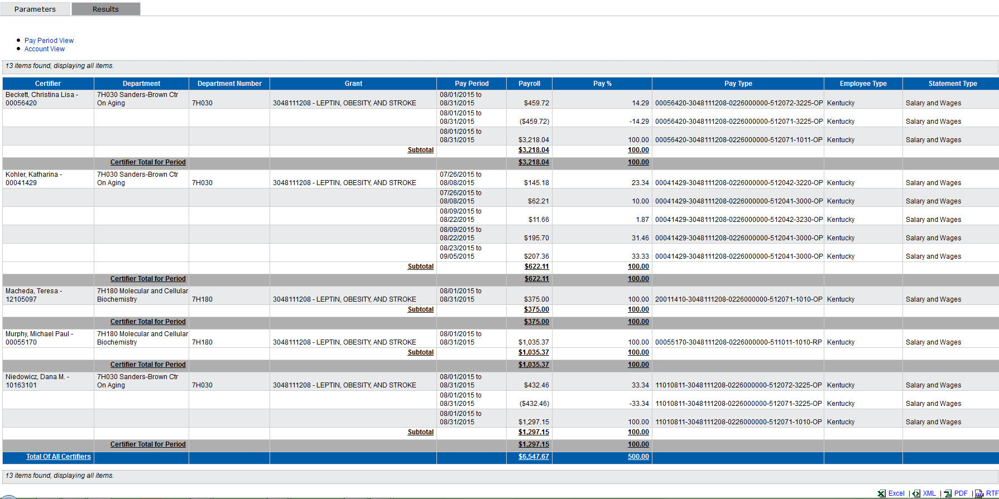 Parameters Results
Pay Period View
Account View
13 items found, displaying all items.
Certifier Department Department Number Grant Pay Period Payroll Pay % Pay Type Employee Type Statement Type
Beckett, Christina Lisa - 7H030 Sanders-Brown Ctr 08/01/2015 to
00056420 On Aging 7H030 3048111208 - LEPTIN, OBESITY, AND STROKE 08/31/2015 $459.72 14.29 00056420-3048111208-0226000000-512072-3225-OP Kentucky Salary and Wages
08/01/2015 to
08/31/2015 ($459.72) -14.29 00056420-3048111208-0226000000-512071-3225-OP Kentucky Salary and Wages
08/01/2015 to
08/31/2015 $3,218.04 100.00 00056420-3048111208-0226000000-512071-1011-OP Kentucky Salary and Wages
Subtotal $3,218.04 100.00
Certifier Total for Period $3,218.04 100.00
Kohler, Katharina - 7H030 Sanders-Brown Ctr 07/26/2015 to
00041429 On Aging 7H030 3048111208 - LEPTIN, OBESITY, AND STROKE 08/08/2015 $145.18 23.34 00041429-3048111208-0226000000-512042-3220-OP Kentucky Salary and Wages
07/26/2015 to
08/08/2015 $62.21 10.00 00041429-3048111208-0226000000-512041-3000-OP Kentucky Salary and Wages
08/09/2015 to
08/22/2015 $11.66 1.87 00041429-3048111208-0226000000-512042-3230-OP Kentucky Salary and Wages
08/09/2015 to
08/22/2015 $195.70 31.46 00041429-3048111208-0226000000-512041-3000-OP Kentucky Salary and Wages
08/23/2015 to
09/05/2015 $207.36 33.33 00041429-3048111208-0226000000-512041-3000-OP Kentucky Salary and Wages
Subtotal $622.11 100.00
Certifier Total for Period $622.11 100.00
Macheda, Teresa - 7H180 Molecular and Cellular 08/01/2015 to
12105097 Biochemistry 7H180 3048111208 - LEPTIN, OBESITY, AND STROKE 08/31/2015 $375.00 100.00 20011410-3048111208-0226000000-512071-1010-OP Kentucky Salary and Wages
Subtotal $375.00 100.00
Certifier Total for Period $375.00 100.00
Murphy, Michael Paul - 7H180 Molecular and Cellular 08/01/2015 to
00055170 Biochemistry 7H180 3048111208 - LEPTIN, OBESITY, AND STROKE 08/31/2015 $1,035.37 100.00 00055170-3048111208-0226000000-511011-1010-RP Kentucky Salary and Wages
Subtotal $1,035.37 100.00
Certifier Total for Period $1,035.37 100.00
Niedowicz, Dana M. - 7H030 Sanders-Brown Ctr 08/01/2015 to
10163101 On Aging 7H030 3048111208 - LEPTIN, OBESITY, AND STROKE 08/31/2015 $432.46 33.34 11010811-3048111208-0226000000-512072-3225-OP Kentucky Salary and Wages
08/01/2015 to
08/31/2015 ($432.46) -33.34 11010811-3048111208-0226000000-512071-3225-OP Kentucky Salary and Wages
08/01/2015 to
08/31/2015 $1,297.15 100.00 11010811-3048111208-0226000000-512071-1010-OP Kentucky Salary and Wages
Subtotal $1,297.15 100.00
Certifier Total for Period $1,297.15 100.00
Total Of All Certifiers $6,547.67 500.00
13 items found, displaying all items.
Excel | XML | PDF | RTF